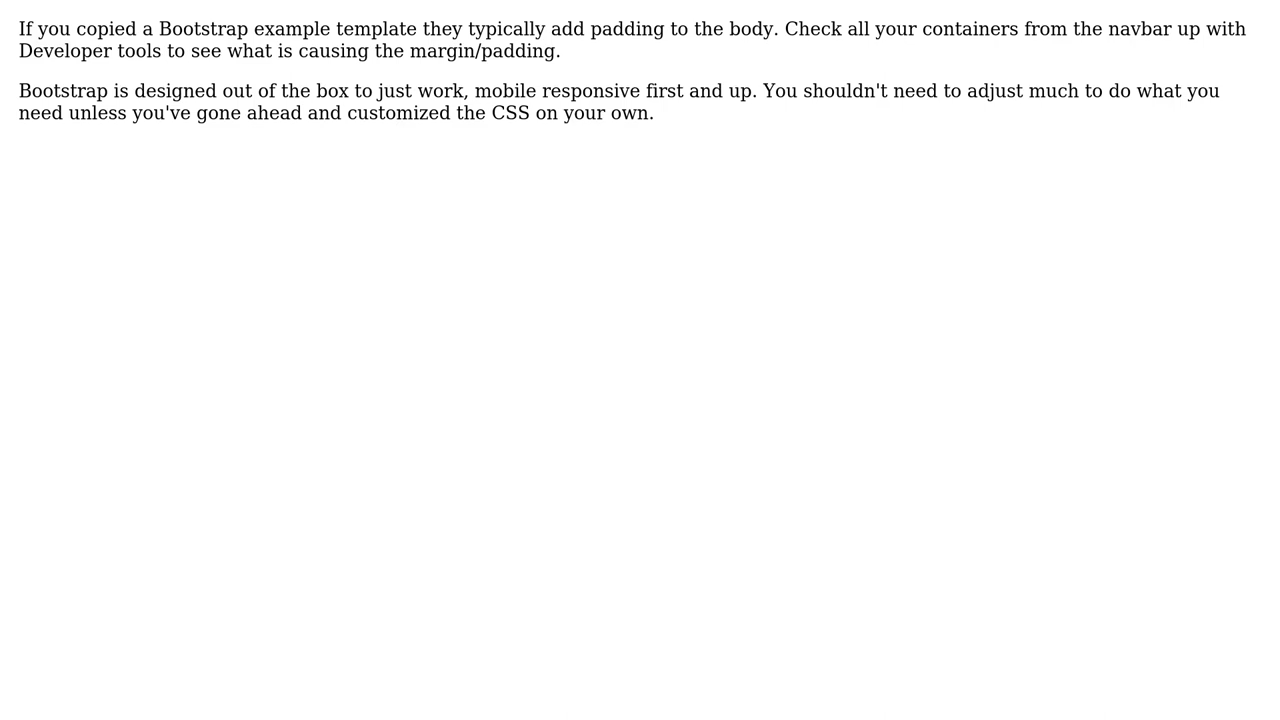 If you copied a Bootstrap example template they typically add padding to the body. Check all your containers from the navbar up with
Developer tools to see what is causing the margin/padding.
Bootstrap is designed out of the box to just work, mobile responsive first and up. You shouldn't need to adjust much to do what you
need unless you've gone ahead and customized the CSS on your own.